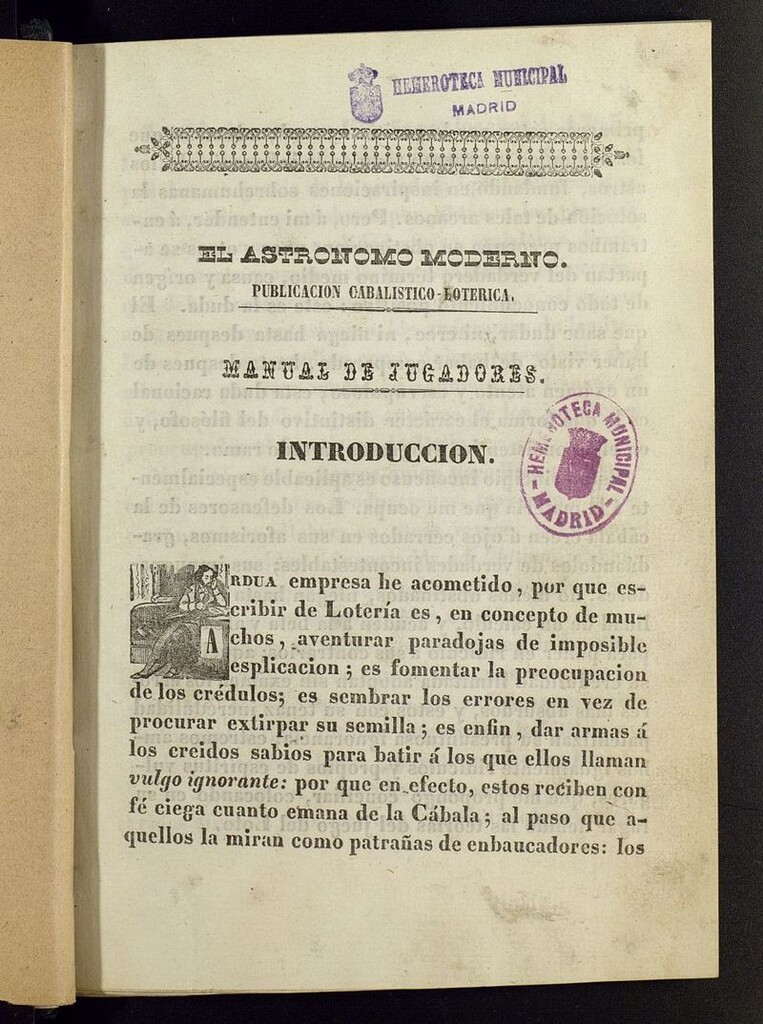 HEMEROTECA MUNICIPAL
MADRID
EL ASTRONOMO MODERNO.
PUBLICACION CABALISTICO-LOTERICA.
MANUAL DE JUGADORES.
INTRODUCCION.
HEMEROTECA MUNICIPAL
- MADRID -
ARDUA empresa he acometido, por que es-
cribir de Lotería es, en concepto de mu-
chos, aventurar paradojas de imposible
esplicacion; es fomentar la preocupacion
de los crédulos; es sembrar los errores en vez de
procurar extirpar su semilla; es enfin, dar armas á
los creidos sabios para batir á los que ellos llaman
vulgo ignorante: por que en efecto, estos reciben con
fé ciega cuanto emana de la Cábala; al paso que a-
quellos la miran como patrañas de enbaucadores: los